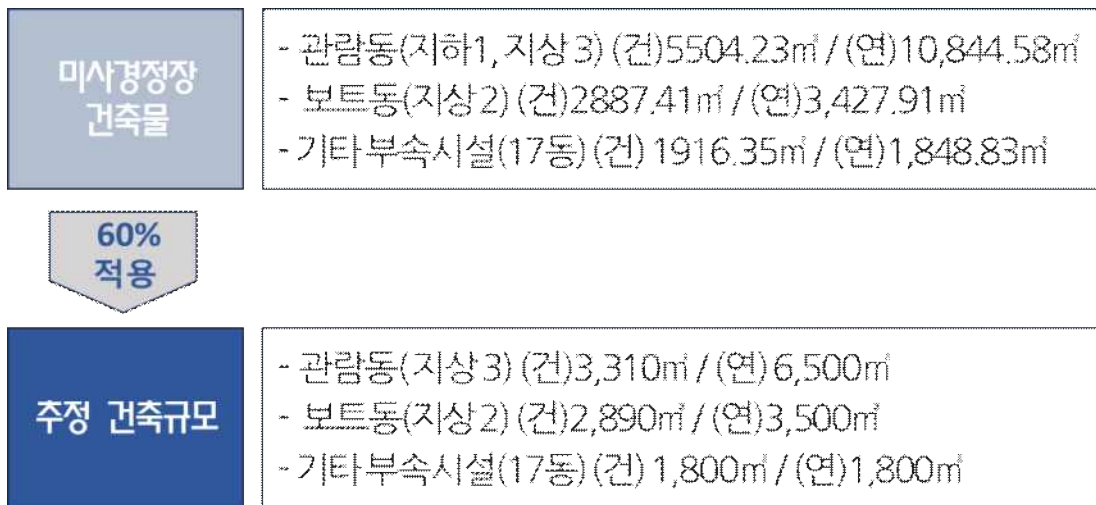 미사경정장
건축물
- 관람동(지하1, 지상 3) (건)5504.23㎡ / (연)10,844.58㎡
- 보트동(지상 2) (건)2887.41㎡ / (연)3,427.91㎡
- 기타 부속시설(17동) (건) 1916.35㎡ / (연)1,848.83㎡
60%
적용
추정 건축규모
- 관람동(지상 3) (건)3,310㎡ / (연) 6,500㎡
- 보트동(지상 2) (건)2,890㎡ / (연)3,500㎡
- 기타 부속시설(17동) (건) 1,800㎡ / (연)1,800㎡